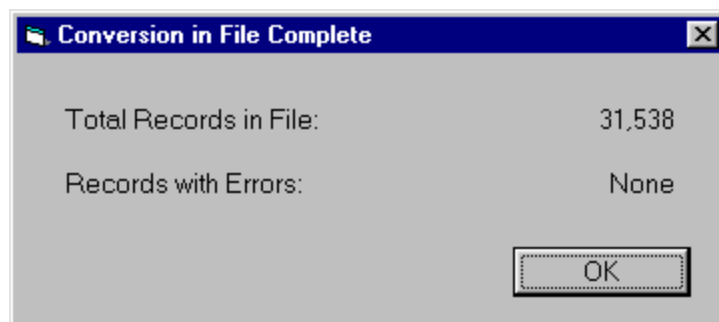 Conversion in File Complete
Total Records in File: 31,538
Records with Errors: None
OK